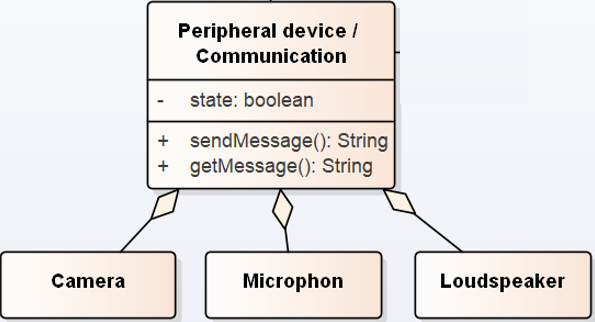 Peripheral device /
Communication
- state: boolean
+ sendMessage(): String
+ getMessage(): String
Camera
Microphon
Loudspeaker